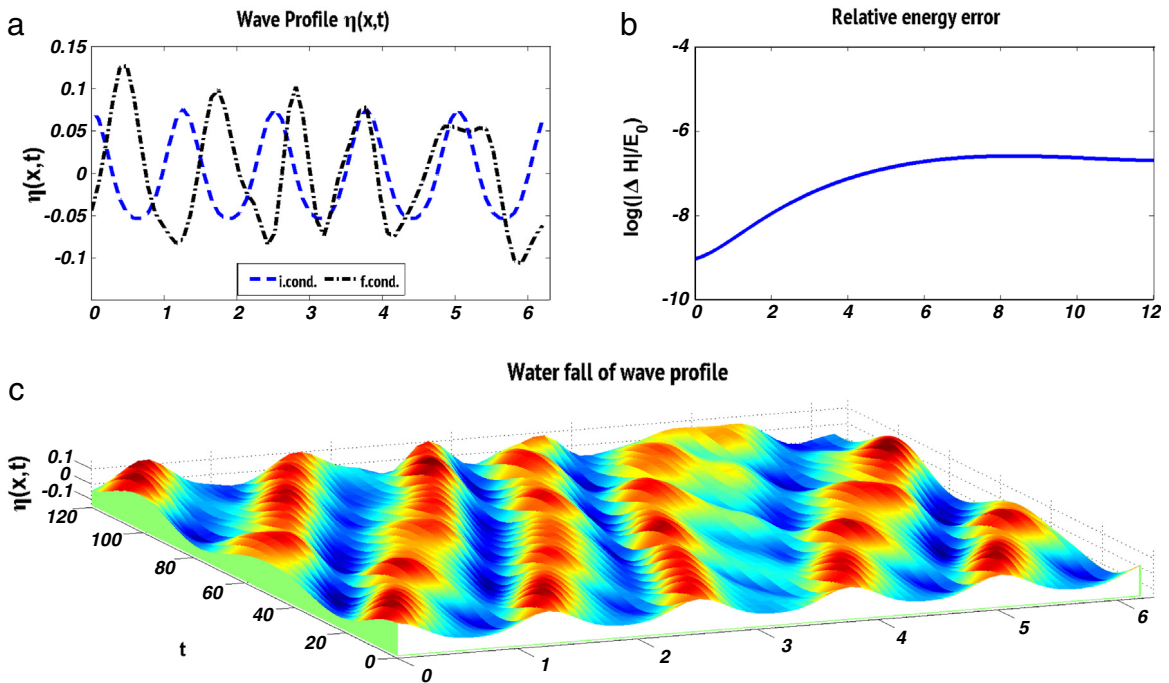 a
Wave Profile η(x,t)
η(x,t)
0.15
0.1
0.05
0
-0.05
-0.1
0 1 2 3 4 5 6
i.cond. f.cond.
b
Relative energy error
log(|Δ H|/E_0)
-4
-6
-8
-10
0 2 4 6 8 10 12
c
Water fall of wave profile
η(x,t)
0.1
0
-0.1
120
100
80
60
40
20
0
t
0 1 2 3 4 5 6